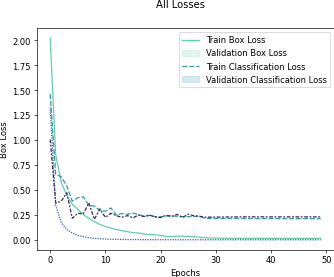 All Losses
Train Box Loss
Validation Box Loss
Train Classification Loss
Validation Classification Loss
2.00
1.75
1.50
1.25
1.00
0.75
0.50
0.25
0.00
Box Loss
0 10 20 30 40 50
Epochs